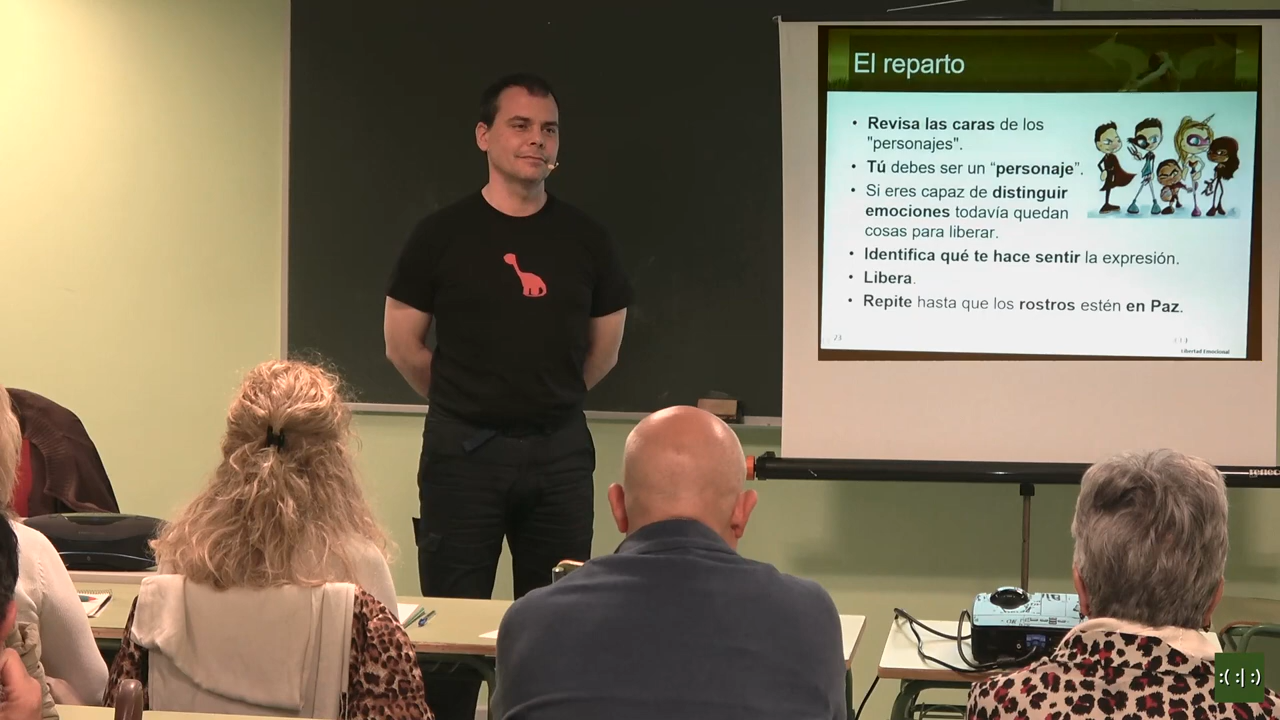 El reparto
• Revisa las caras de los
"personajes".
• Tú debes ser un “personaje”.
• Si eres capaz de distinguir
emociones todavía quedan
cosas para liberar.
• Identifica qué te hace sentir la expresión.
• Libera.
• Repite hasta que los rostros estén en Paz.
23
Libertad Emocional
:( :| :)